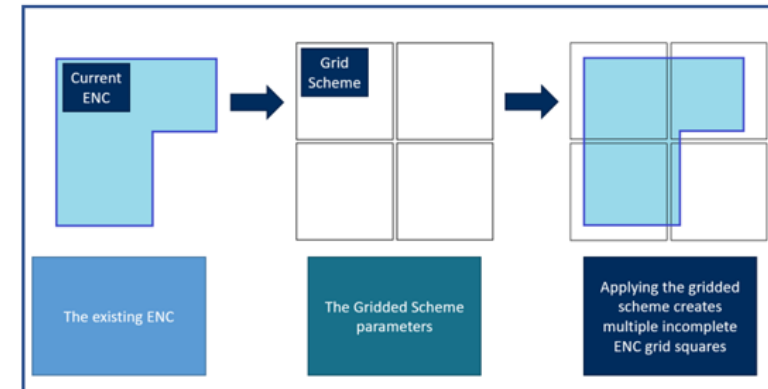 Current
ENC
Grid
Scheme
The existing ENC
The Gridded Scheme
parameters
Applying the gridded
scheme creates
multiple incomplete
ENC grid squares